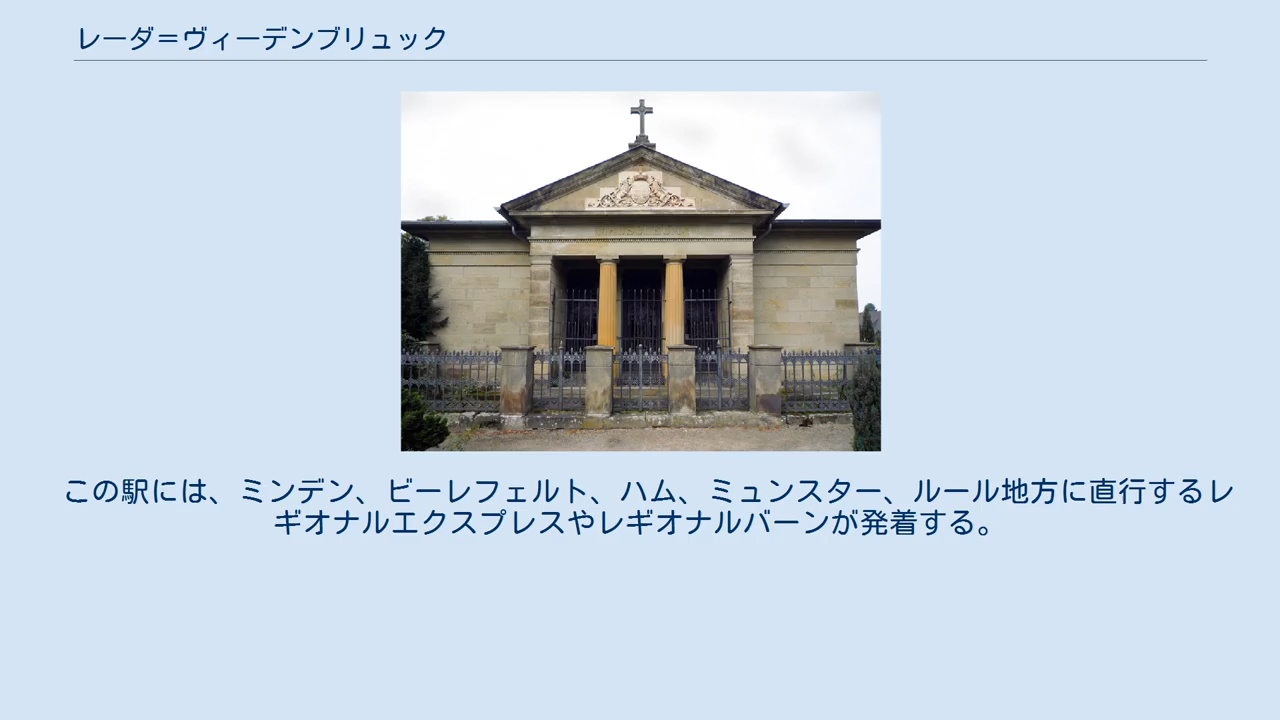 レーダ＝ヴィーデンブリュック
この駅には、ミンデン、ビーレフェルト、ハム、ミュンスター、ルール地方に直行するレ
ギオナルエクスプレスやレギオナルバーンが発着する。